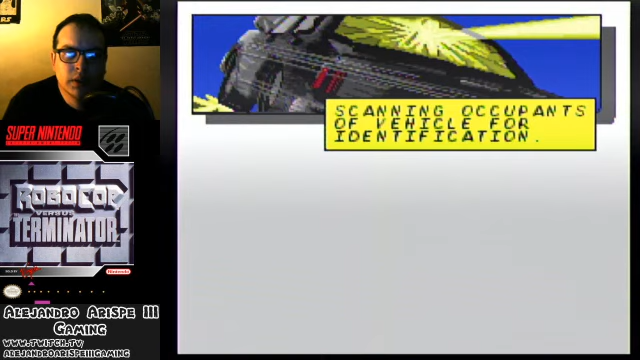 SCANNING OCCUPANTS
OF VEHICLE FOR
IDENTIFICATION.
SUPER NINTENDO
ROBOCOP
VERSUS
TERMINATOR
Nintendo
ALEJANDRO ARISPE III
GAMING
WWW.TWITCH.TV/
ALEJANDROARISPEIIIGAMING